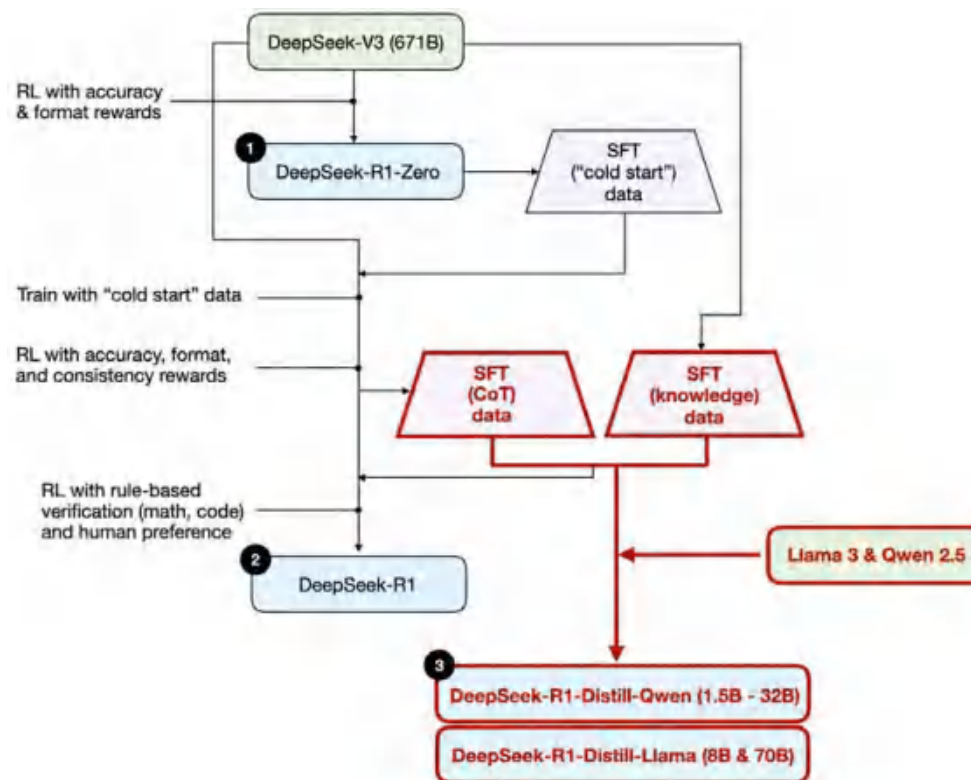 DeepSeek-V3 (671B)
RL with accuracy
& format rewards
1
DeepSeek-R1-Zero
SFT
(“cold start”)
data
Train with “cold start” data
RL with accuracy, format,
and consistency rewards
SFT
(CoT)
data
SFT
(knowledge)
data
RL with rule-based
verification (math, code)
and human preference
2
DeepSeek-R1
Llama 3 & Qwen 2.5
3
DeepSeek-R1-Distill-Qwen (1.5B - 32B)
DeepSeek-R1-Distill-Llama (8B & 70B)